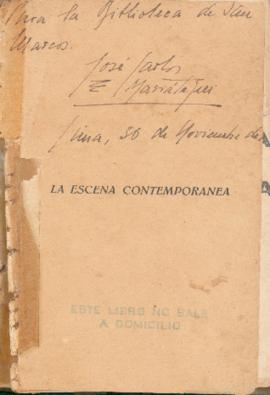 Para la Biblioteca de San
Marcos.
José Carlos
Mariátegui
Lima, 30 de Noviembre de
LA ESCENA CONTEMPORANEA
ESTE LIBRO NO SALE
A DOMICILIO